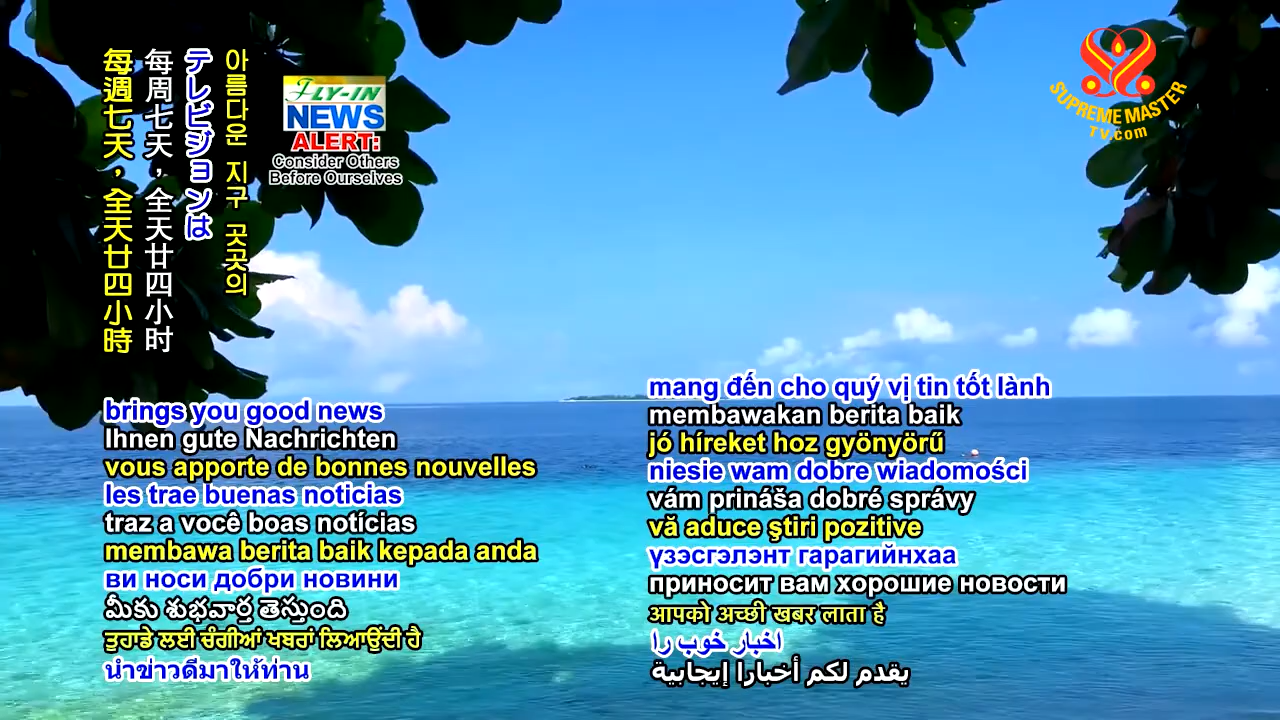 每週七天，全天廿四小時
每周七天，全天廿四小时
テレビジョンは
아름다운 지구 곳곳의
FLY-IN
NEWS
ALERT:
Consider Others
Before Ourselves
SUPREME MASTER
TV.com
brings you good news
Ihnen gute Nachrichten
vous apporte de bonnes nouvelles
les trae buenas noticias
traz a você boas notícias
membawa berita baik kepada anda
ви носи добри новини
మీకు శుభవార్త తెస్తుంది
ਤੁਹਾਡੇ ਲਈ ਚੰਗੀਆਂ ਖਬਰਾਂ ਲਿਆਉਂਦੀ ਹੈ
นำข่าวดีมาให้ท่าน
mang đến cho quý vị tin tốt lành
membawakan berita baik
jó híreket hoz gyönyörű
niesie wam dobre wiadomości
vám prináša dobré správy
vă aduce ştiri pozitive
үзэсгэлэнт гарагийнхаа
приносит вам хорошие новости
आपको अच्छी खबर लाता है
اخبار خوب را
يقدم لكم أخبارا إيجابية